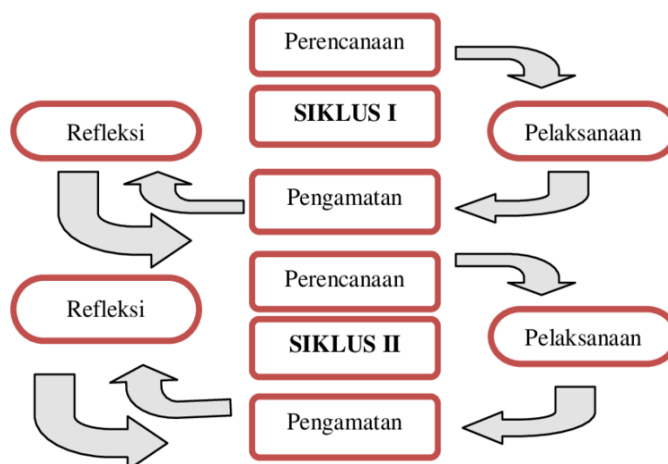 Perencanaan
SIKLUS I
Refleksi
Pelaksanaan
Pengamatan
Perencanaan
Refleksi
SIKLUS II
Pelaksanaan
Pengamatan